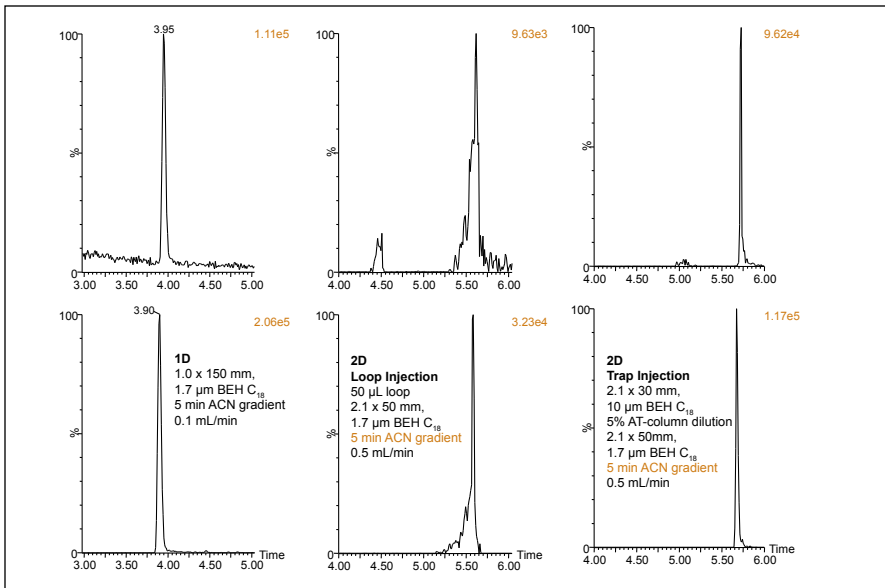 3.95
1.11e5
100
%
0
3.00 3.50 4.00 4.50 5.00
9.63e3
100
%
0
4.00 4.50 5.00 5.50 6.00
9.62e4
100
%
0
4.00 4.50 5.00 5.50 6.00
3.90
2.06e5
100
%
0
1D
1.0 x 150 mm,
1.7 µm BEH C18
5 min ACN gradient
0.1 mL/min
Time
3.00 3.50 4.00 4.50 5.00
3.23e4
100
%
0
2D
Loop Injection
50 µL loop
2.1 x 50 mm,
1.7 µm BEH C18
5 min ACN gradient
0.5 mL/min
Time
4.00 4.50 5.00 5.50 6.00
1.17e5
100
%
0
2D
Trap Injection
2.1 x 30 mm,
10 µm BEH C18
5% AT-column dilution
2.1 x 50mm,
1.7 µm BEH C18
5 min ACN gradient
0.5 mL/min
Time
4.00 4.50 5.00 5.50 6.00